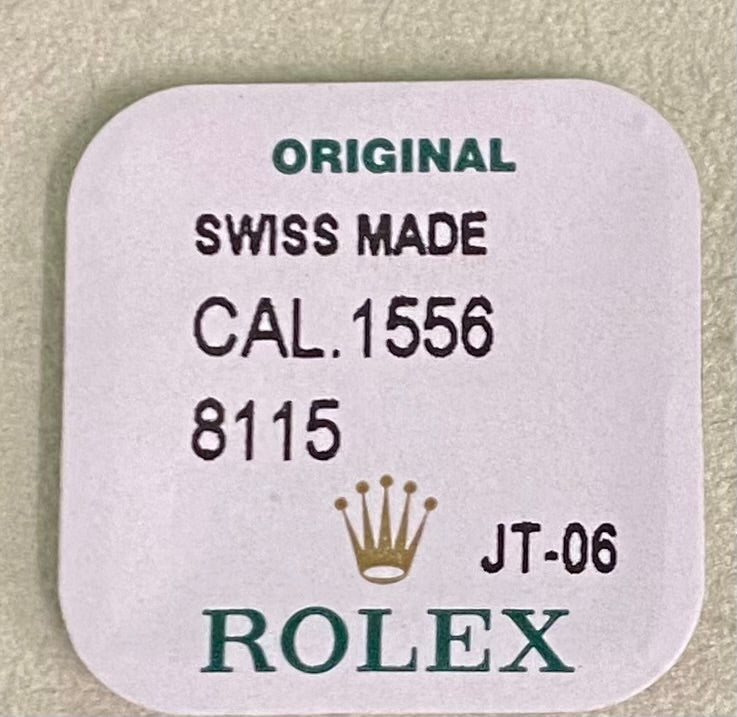 ORIGINAL
SWISS MADE
CAL.1556
8115
JT-06
ROLEX